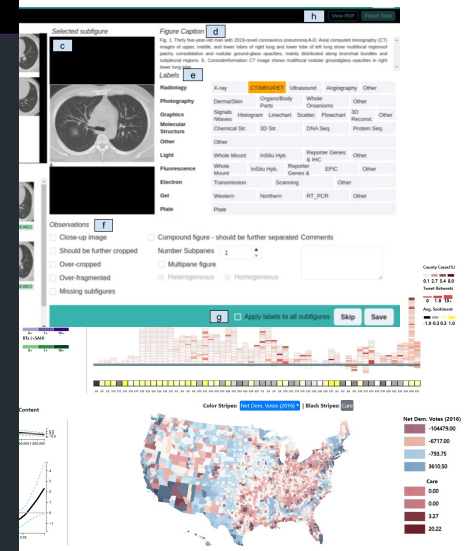 h View PDF Finish Task
Selected subfigure
c
Figure Caption d
Fig. 1. Thirty five-year-old man with 2019-novel coronavirus pneumonia.A-D. Axial computed tomography (CT)
images of upper, middle, and lower lobes of right lung and lower lobe of left lung show multifocal
patchy consolidation and nodular ground-glass opacities, mainly distributed along bronchial bundles and
subpleural regions. E. Coronal CT image shows multifocal nodular groundglass opacities in right
lower lung lobe.
Labels e
Radiology X-ray CT/MRI/PET Ultrasound Angiography Other
Photography Derma/Skin Organs/Body Parts Whole Organisms Other
Graphics Signals /Waves Histogram Linechart Scatter. Flowchart 3D Reconst. Other
Molecular Structure Chemical Str. 3D Str. DNA Seq. Protein Seq.
Other Other
Light Whole Mount InSitu Hyb. Reporter Genes & IHC Other
Fluorescence Whole Mount InSitu Hyb. Reporter Genes & EFIC Other
Electron Transmission Scanning Other
Gel Western Northern RT_PCR Other
Plate Plate
Observations f
Close-up image
Should be further cropped
Over-cropped
Over-fragmented
Missing subfigures
Compound figure - should be further separated
Number Subpanes 1
Multipane figure
Heterogeneous Homogeneous
Comments
g Apply labels to all subfigures Skip Save
EWED
EWED
County Cases(%)
0.1 2.7 5.4 8.0
Tweet Retweets
0 1.8 10+
Avg. Sentiment
-1.0 -0.3 0.3 1.0
RTs (+SAH)
0+ 1+ 10+
Content
Color Stripes: Net Dem. Votes (2016) | Black Stripes: Care
Net Dem. Votes (2016)
-104479.00
-6717.00
-793.75
3610.50
Care
0.00
0.00
3.27
20.22